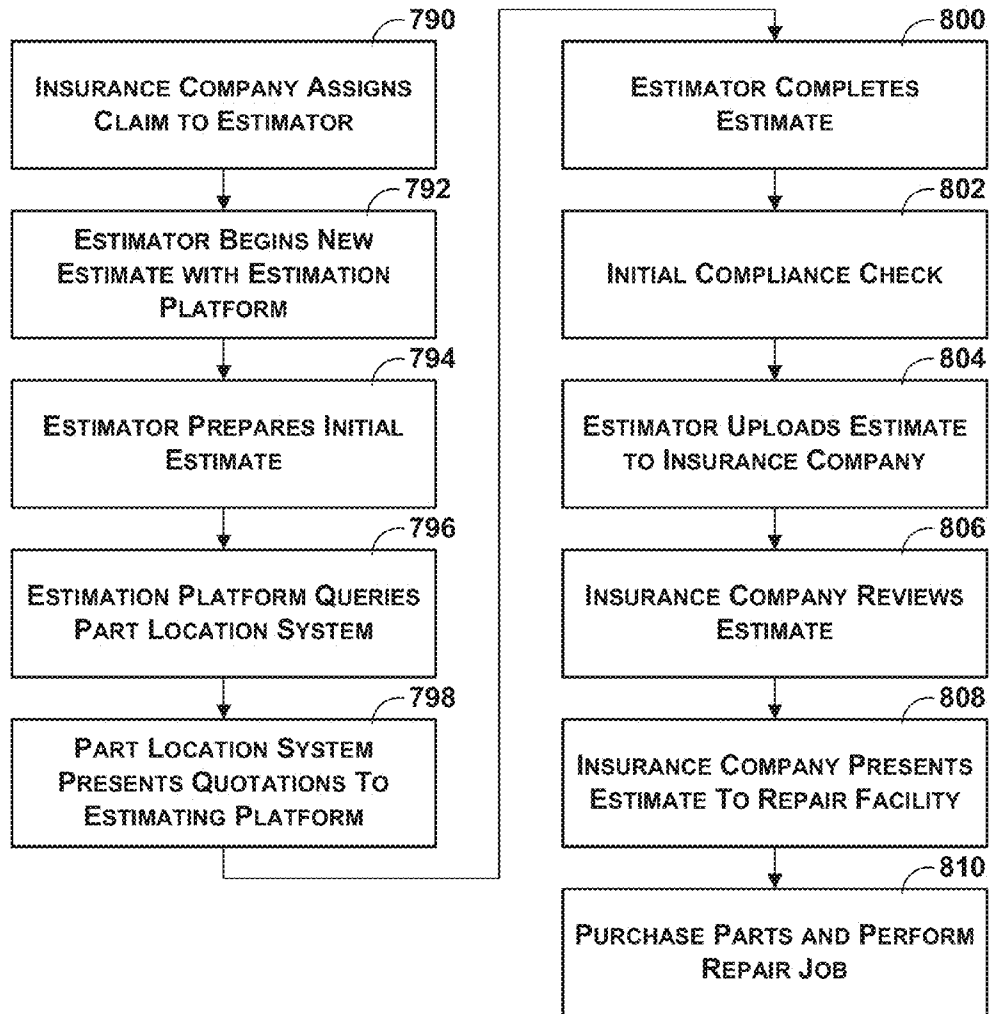 790
INSURANCE COMPANY ASSIGNS
CLAIM TO ESTIMATOR
792
ESTIMATOR BEGINS NEW
ESTIMATE WITH ESTIMATION
PLATFORM
794
ESTIMATOR PREPARES INITIAL
ESTIMATE
796
ESTIMATION PLATFORM QUERIES
PART LOCATION SYSTEM
798
PART LOCATION SYSTEM
PRESENTS QUOTATIONS TO
ESTIMATING PLATFORM
800
ESTIMATOR COMPLETES
ESTIMATE
802
INITIAL COMPLIANCE CHECK
804
ESTIMATOR UPLOADS ESTIMATE
TO INSURANCE COMPANY
806
INSURANCE COMPANY REVIEWS
ESTIMATE
808
INSURANCE COMPANY PRESENTS
ESTIMATE TO REPAIR FACILITY
810
PURCHASE PARTS AND PERFORM
REPAIR JOB